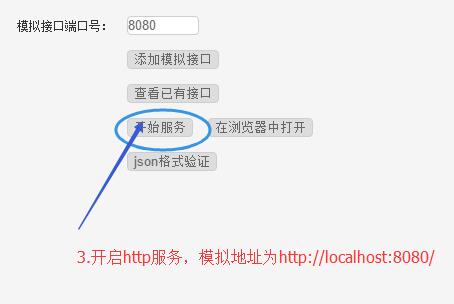 模拟接口端口号： 8080
添加模拟接口
查看已有接口
开始服务 在浏览器中打开
json格式验证
3.开启http服务，模拟地址为http://localhost:8080/